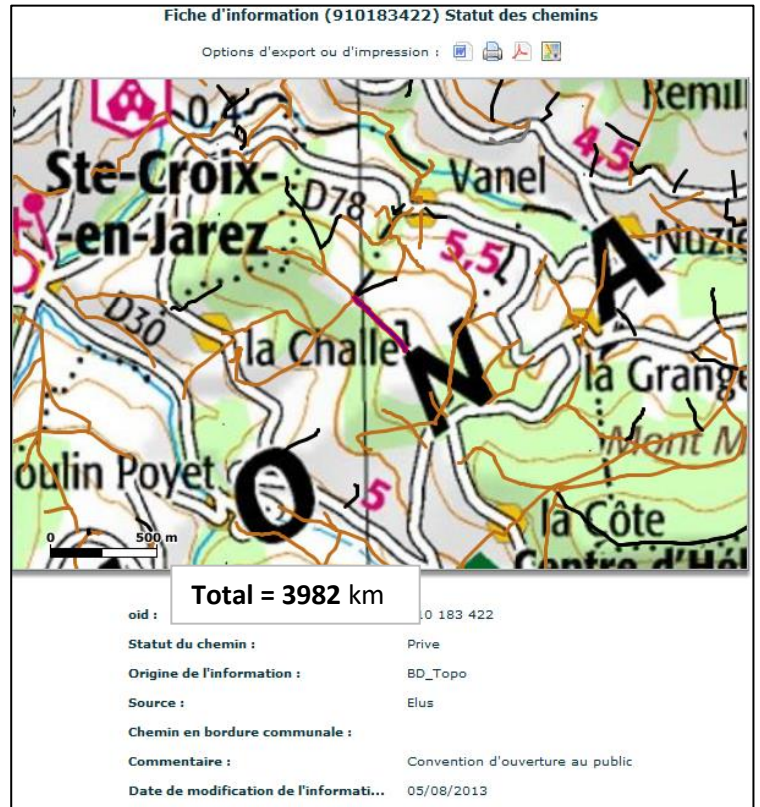 Fiche d'information (910183422) Statut des chemins
Options d'export ou d'impression :
Remill
0,4
4,5
Ste-Croix-
-en-Jarez
D78
Vanel
5,5
Nuzie
A
D30
la Challe
N
la Grange
Mont M
oulin Poyet
O
5
la Côte
0 500 m
Centre d'Hél
Total = 3982 km
oid : 10 183 422
Statut du chemin : Prive
Origine de l'information : BD_Topo
Source : Elus
Chemin en bordure communale :
Commentaire : Convention d'ouverture au public
Date de modification de l'informati... 05/08/2013